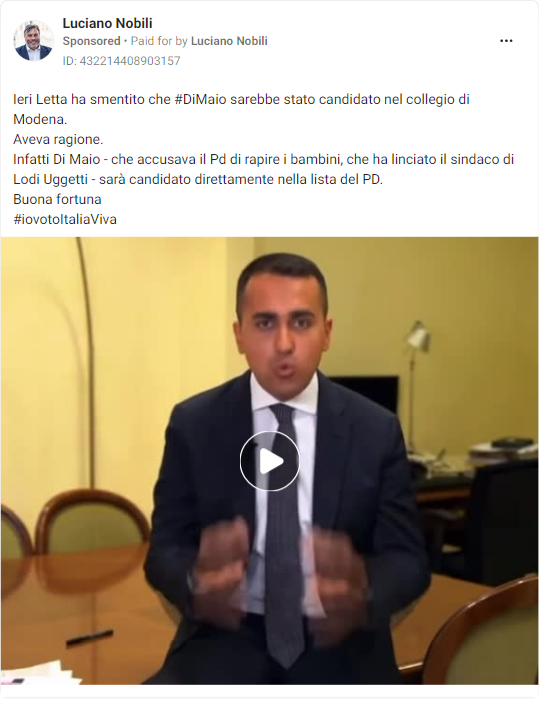 Luciano Nobili
Sponsored • Paid for by Luciano Nobili
ID: 432214408903157
Ieri Letta ha smentito che #DiMaio sarebbe stato candidato nel collegio di
Modena.
Aveva ragione.
Infatti Di Maio - che accusava il Pd di rapire i bambini, che ha linciato il sindaco di
Lodi Uggetti - sarà candidato direttamente nella lista del PD.
Buona fortuna
#iovotoItaliaViva